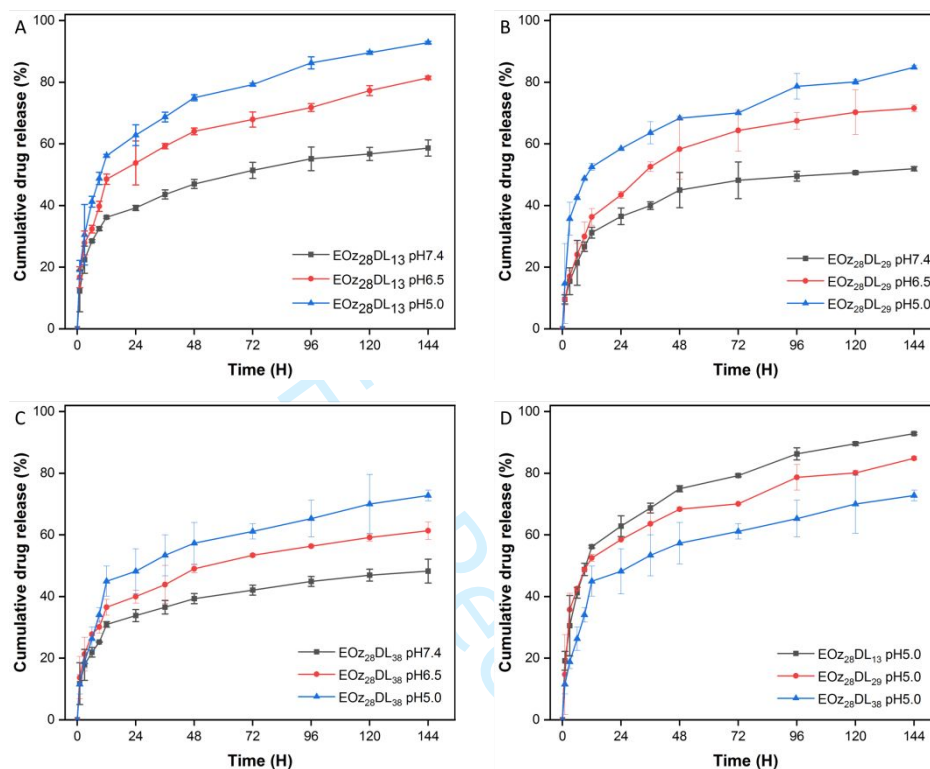 A
Cumulative drug release (%)
100
80
60
40
20
0
EOz28DL13 pH7.4
EOz28DL13 pH6.5
EOz28DL13 pH5.0
0 24 48 72 96 120 144
Time (H)
B
Cumulative drug release (%)
100
80
60
40
20
0
EOz28DL29 pH7.4
EOz28DL29 pH6.5
EOz28DL29 pH5.0
0 24 48 72 96 120 144
Time (H)
C
Cumulative drug release (%)
100
80
60
40
20
0
EOz28DL38 pH7.4
EOz28DL38 pH6.5
EOz28DL38 pH5.0
0 24 48 72 96 120 144
Time (H)
D
Cumulative drug release (%)
100
80
60
40
20
0
EOz28DL13 pH5.0
EOz28DL29 pH5.0
EOz28DL38 pH5.0
0 24 48 72 96 120 144
Time (H)